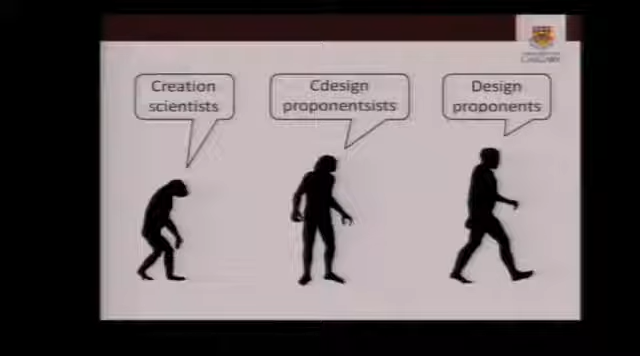 Creation
scientists
Cdesign
proponentsists
Design
proponents